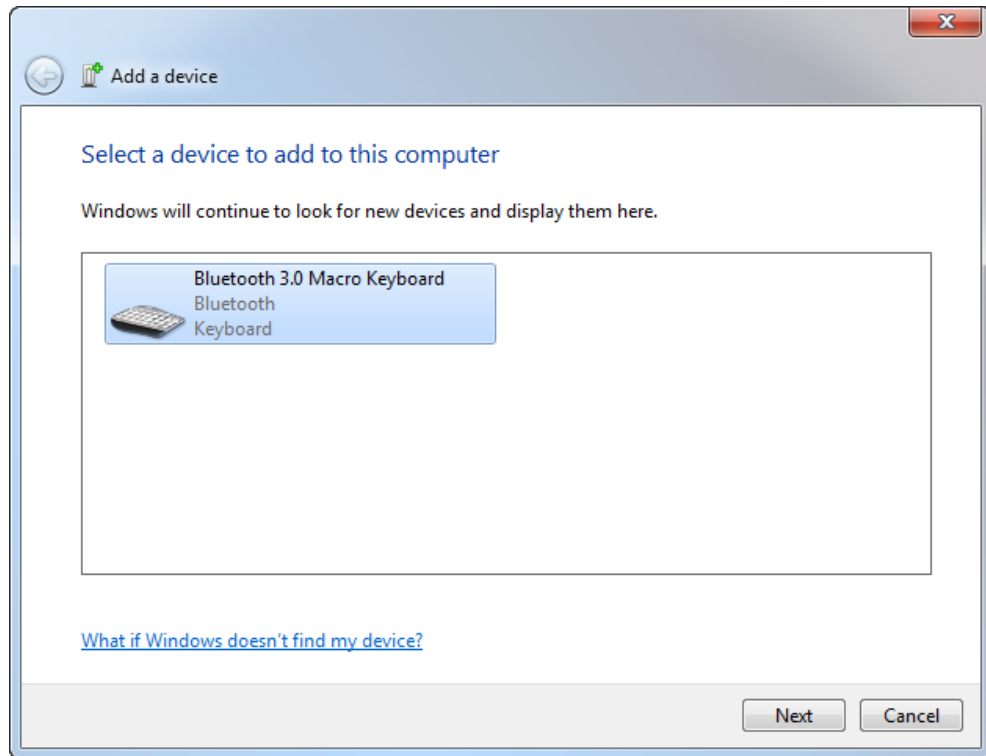 Add a device
Select a device to add to this computer
Windows will continue to look for new devices and display them here.
Bluetooth 3.0 Macro Keyboard
Bluetooth
Keyboard
What if Windows doesn't find my device?
Next Cancel